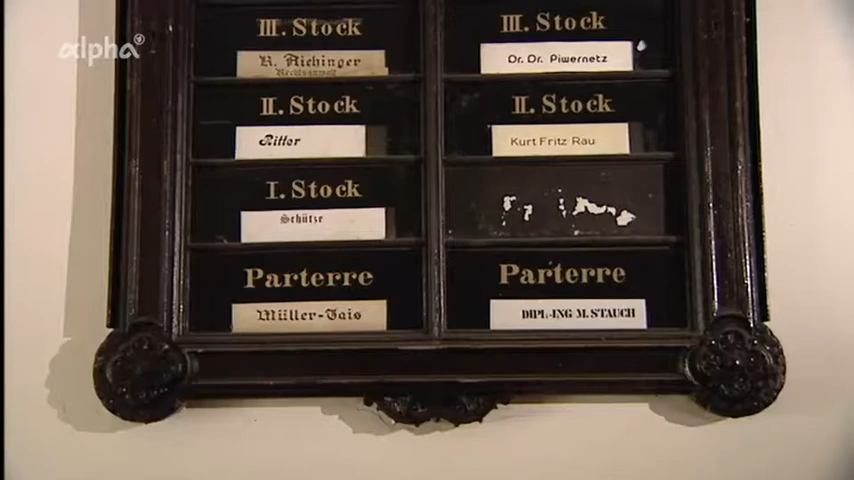 alpha
III. Stock
R. Aichinger
Rechtsanwalt
II. Stock
Ritter
I. Stock
Schütze
Parterre
Müller-Tais
III. Stock
Dr. Dr. Piwernetz
II. Stock
Kurt Fritz Rau
Parterre
DIPL.-ING M. STAUCH